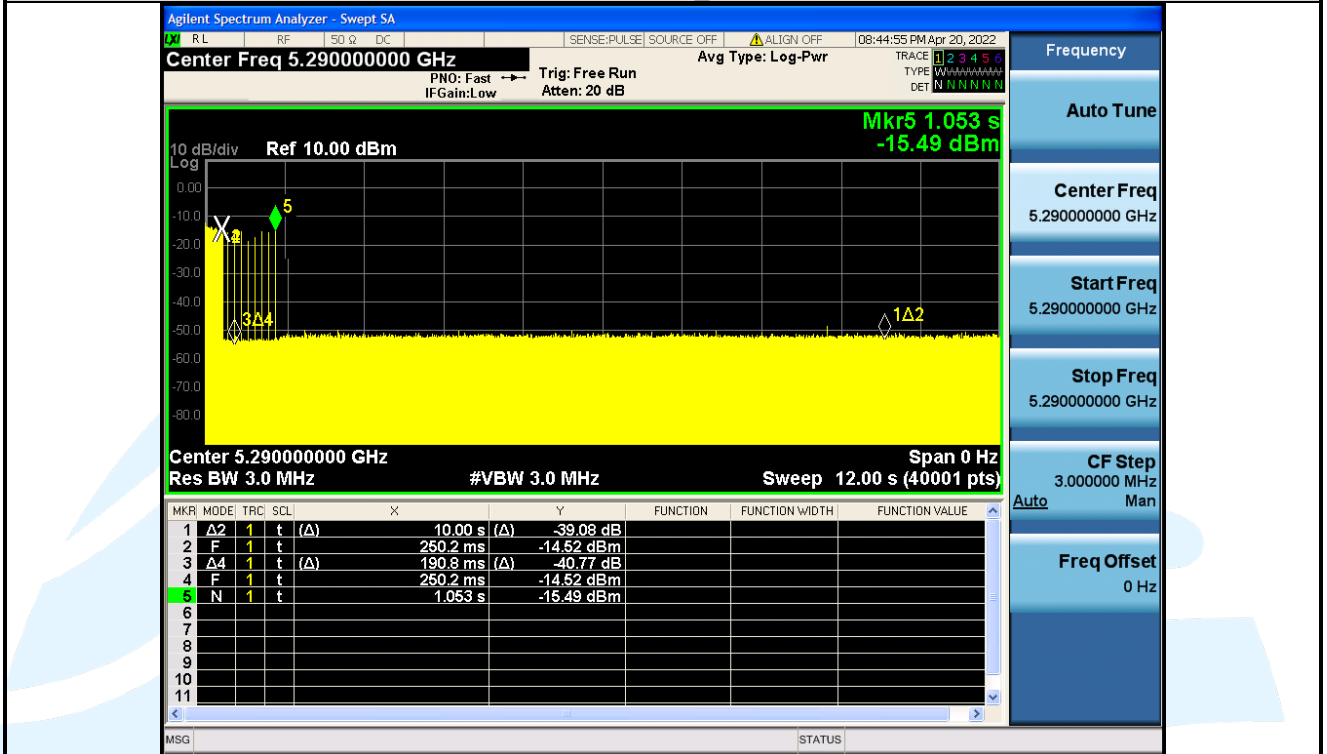 Agilent Spectrum Analyzer - Swept SA
LXI RL RF 50 Ω DC SENSE:PULSE SOURCE OFF ALIGN OFF 08:44:55 PM Apr 20, 2022
Center Freq 5.290000000 GHz
PNO: Fast
IFGain:Low
Trig: Free Run
Atten: 20 dB
Avg Type: Log-Pwr
TRACE 1 2 3 4 5 6
TYPE WWWWWW
DET N N N N N N
Mkr5 1.053 s
-15.49 dBm
10 dB/div Ref 10.00 dBm
Log
0.00
-10.0
-20.0
-30.0
-40.0
-50.0
-60.0
-70.0
-80.0
5
3Δ4
1Δ2
Center 5.290000000 GHz Span 0 Hz
Res BW 3.0 MHz #VBW 3.0 MHz Sweep 12.00 s (40001 pts)
MKR MODE TRC SCL X Y FUNCTION FUNCTION WIDTH FUNCTION VALUE
1 Δ2 1 t (Δ) 10.00 s (Δ) -39.08 dB
2 F 1 t 250.2 ms -14.52 dBm
3 Δ4 1 t (Δ) 190.8 ms (Δ) -40.77 dB
4 F 1 t 250.2 ms -14.52 dBm
5 N 1 t 1.053 s -15.49 dBm
6
7
8
9
10
11
MSG STATUS
Frequency
Auto Tune
Center Freq
5.290000000 GHz
Start Freq
5.290000000 GHz
Stop Freq
5.290000000 GHz
CF Step
3.000000 MHz
Auto Man
Freq Offset
0 Hz